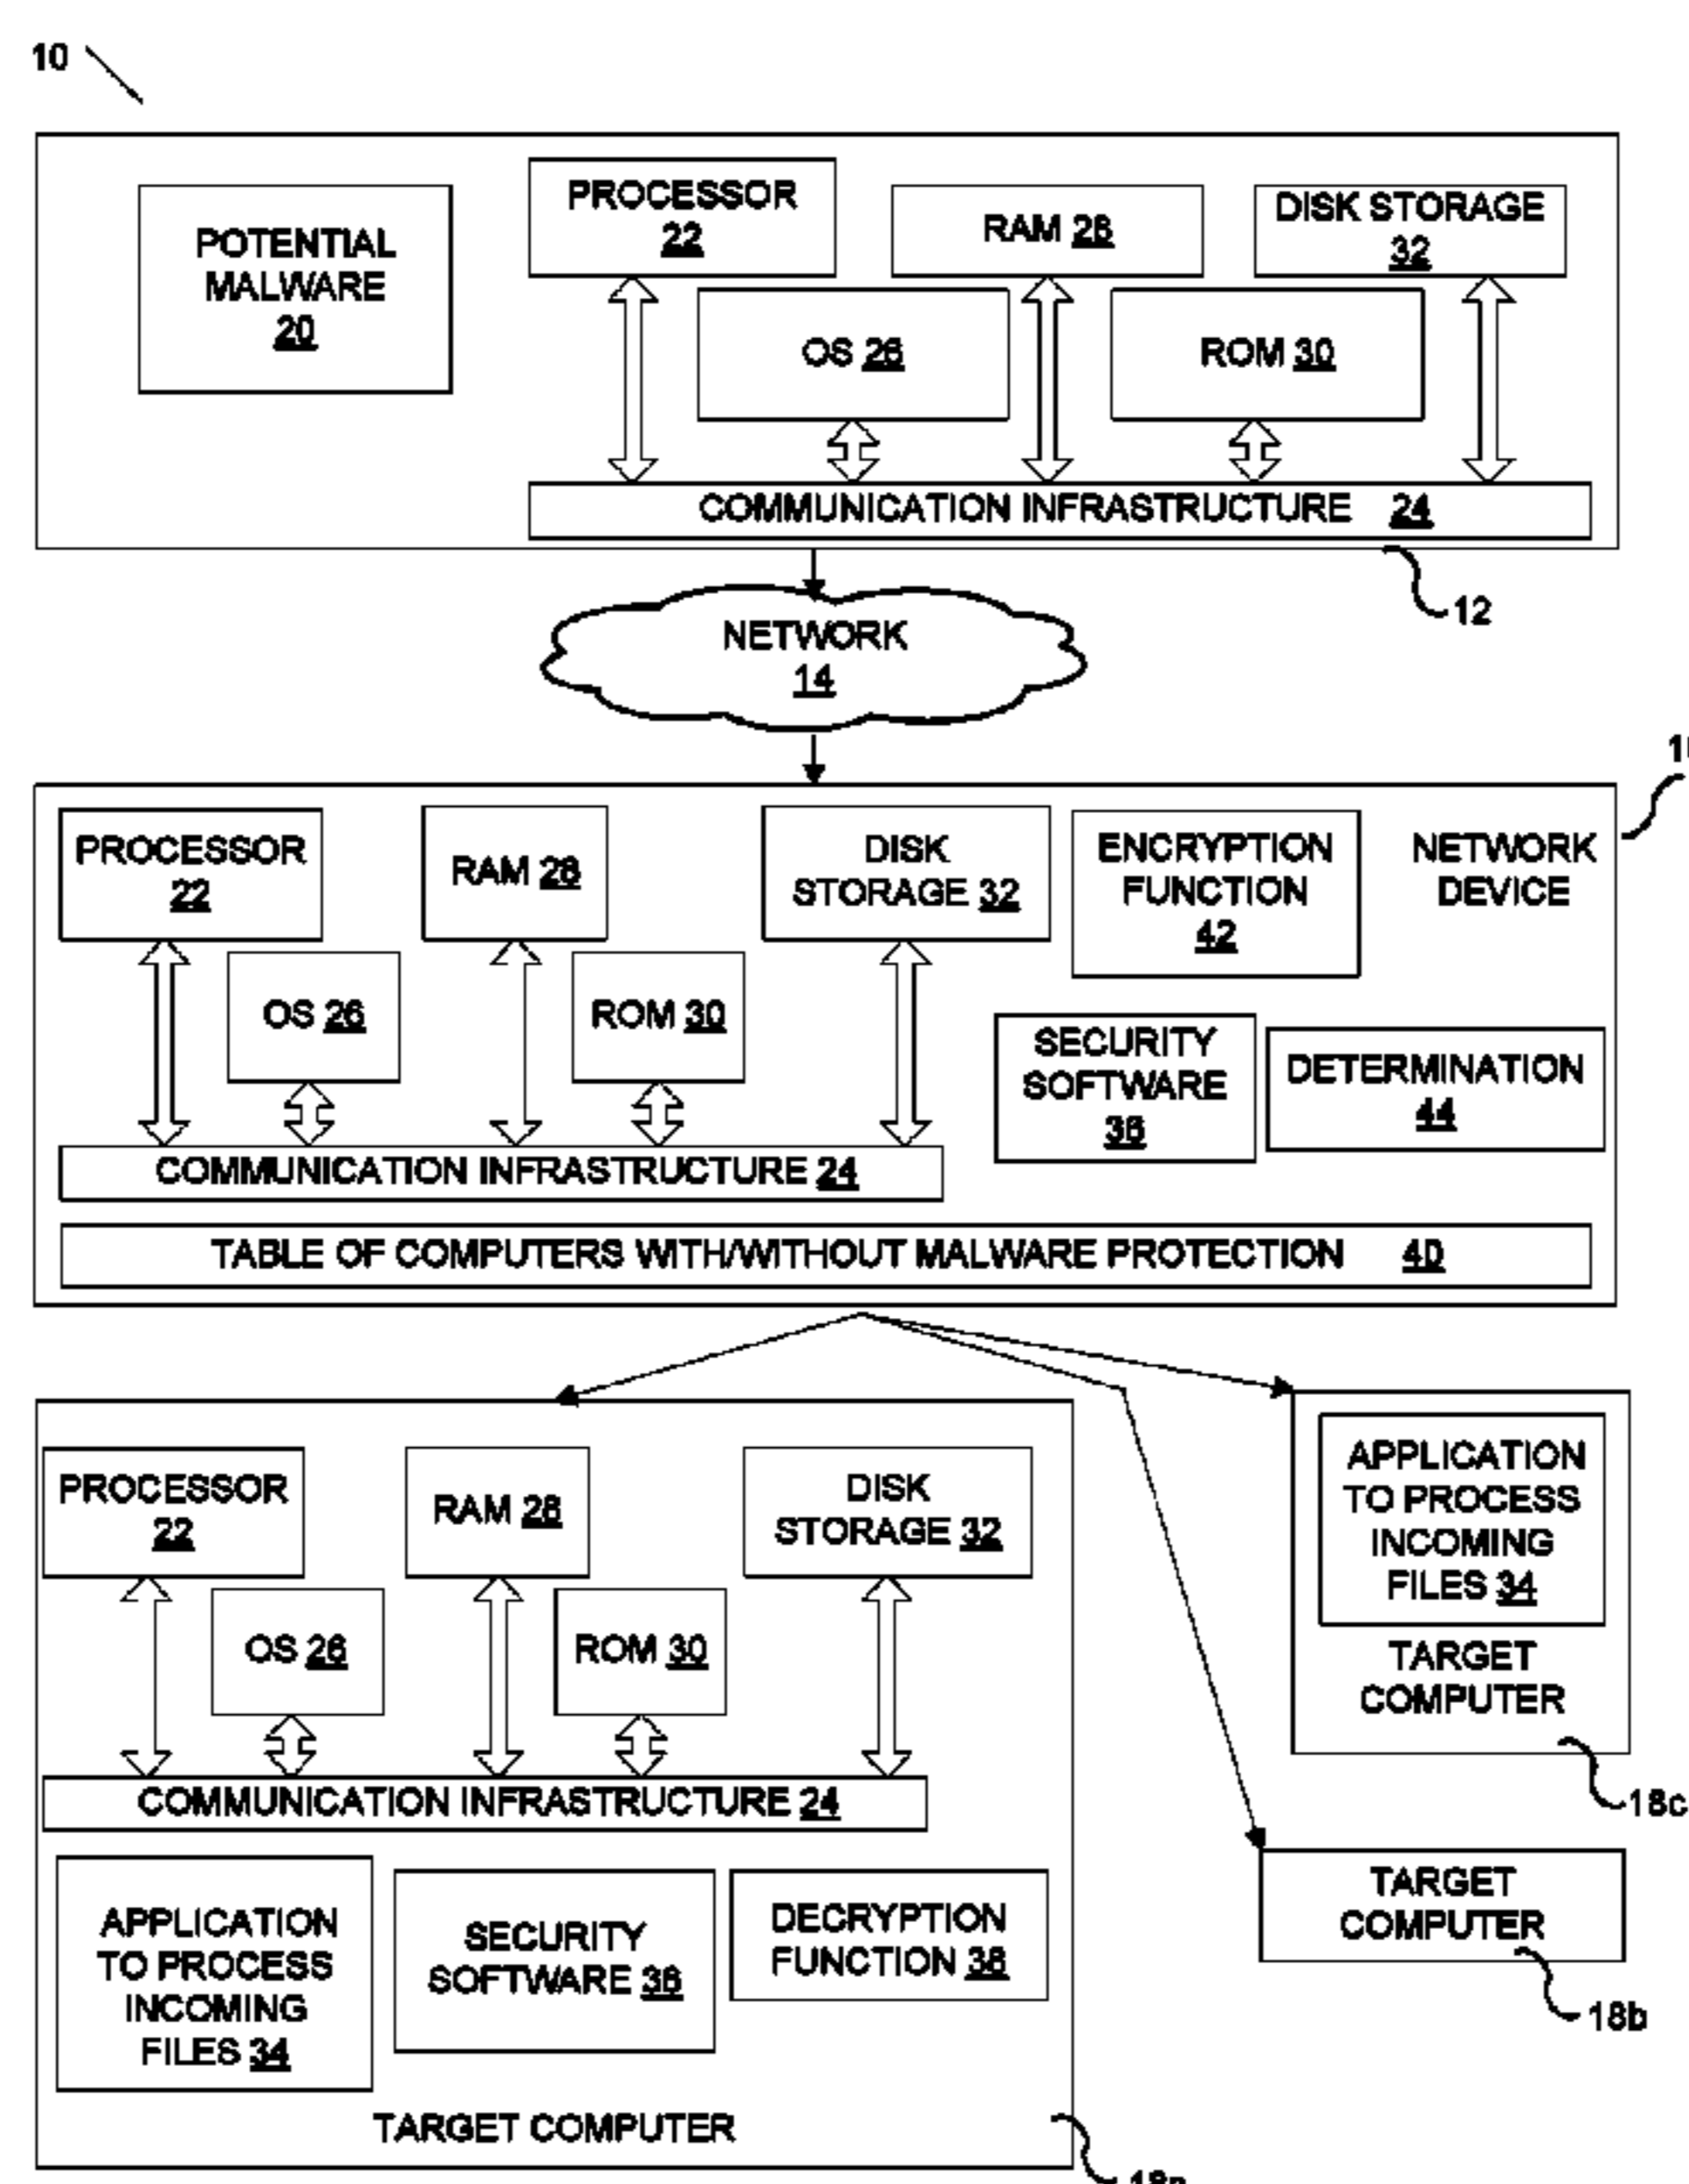 10
POTENTIAL
MALWARE
20
PROCESSOR
22
RAM 28
DISK STORAGE
32
OS 26
ROM 30
COMMUNICATION INFRASTRUCTURE 24
12
NETWORK
14
PROCESSOR
22
RAM 28
DISK
STORAGE 32
ENCRYPTION
FUNCTION
42
NETWORK
DEVICE
OS 26
ROM 30
SECURITY
SOFTWARE
36
DETERMINATION
44
COMMUNICATION INFRASTRUCTURE 24
TABLE OF COMPUTERS WITH/WITHOUT MALWARE PROTECTION 40
PROCESSOR
22
RAM 28
DISK
STORAGE 32
OS 26
ROM 30
COMMUNICATION INFRASTRUCTURE 24
APPLICATION
TO PROCESS
INCOMING
FILES 34
SECURITY
SOFTWARE 36
DECRYPTION
FUNCTION 38
TARGET COMPUTER
APPLICATION
TO PROCESS
INCOMING
FILES 34
TARGET
COMPUTER
18c
TARGET
COMPUTER
18b